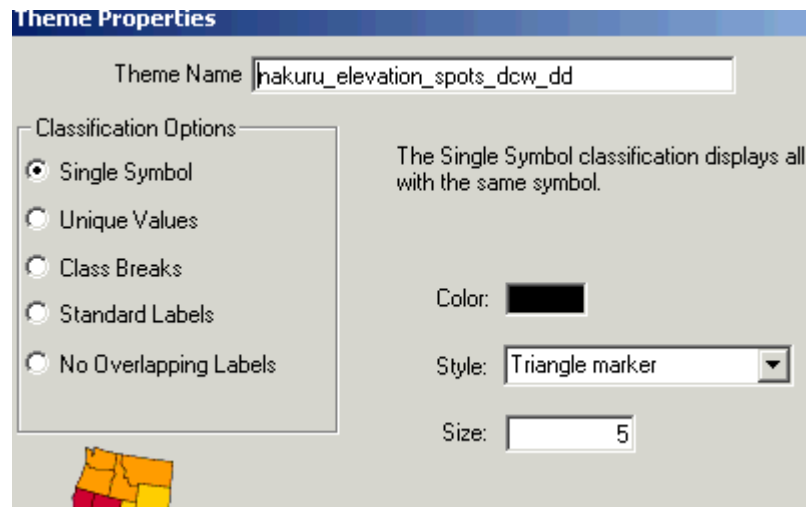 Theme Properties
Theme Name nakuru_elevation_spots_dcw_dd
Classification Options
Single Symbol
Unique Values
Class Breaks
Standard Labels
No Overlapping Labels
The Single Symbol classification displays all
with the same symbol.
Color:
Style: Triangle marker
Size: 5